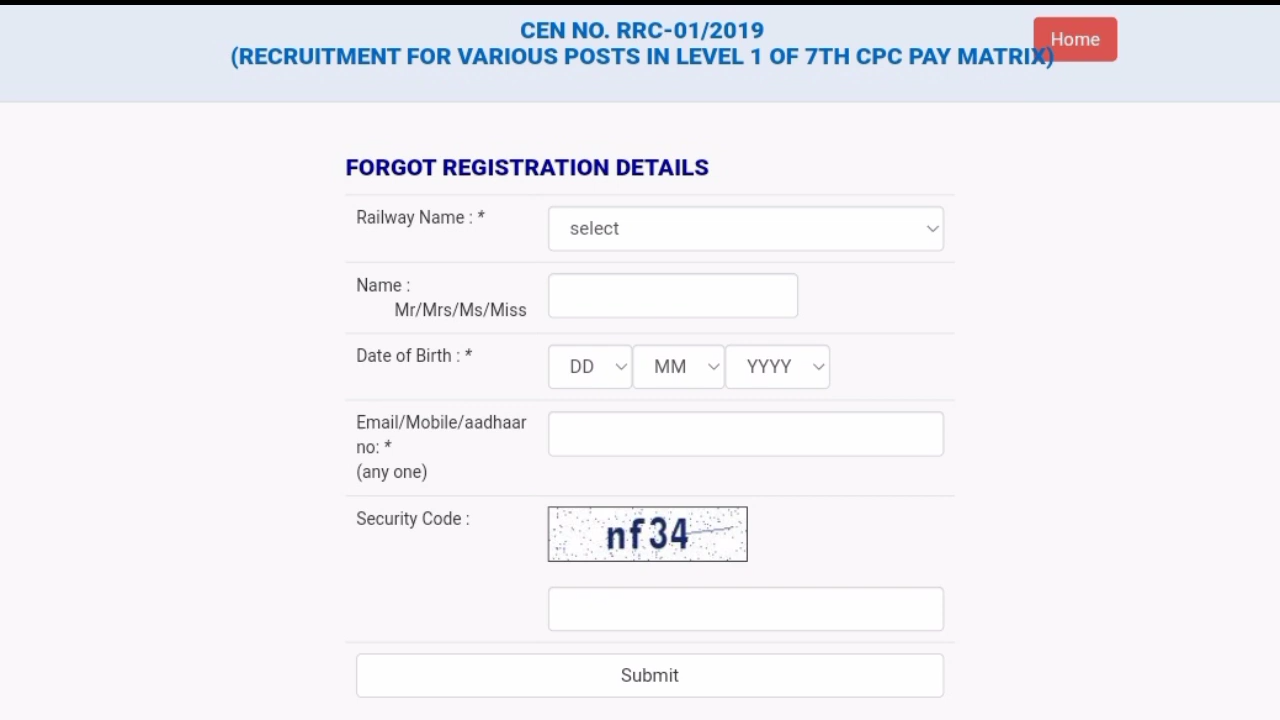 CEN NO. RRC-01/2019
(RECRUITMENT FOR VARIOUS POSTS IN LEVEL 1 OF 7TH CPC PAY MATRIX)
Home
FORGOT REGISTRATION DETAILS
Railway Name : *
select
Name :
Mr/Mrs/Ms/Miss
Date of Birth : *
DD MM YYYY
Email/Mobile/aadhaar
no: *
(any one)
Security Code :
nf34
Submit